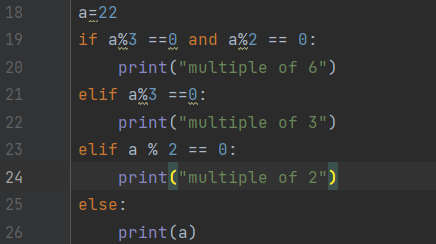 18 a=22
19 if a%3 ==0 and a%2 == 0:
20     print("multiple of 6")
21 elif a%3 ==0:
22     print("multiple of 3")
23 elif a % 2 == 0:
24     print("multiple of 2")
25 else:
26     print(a)